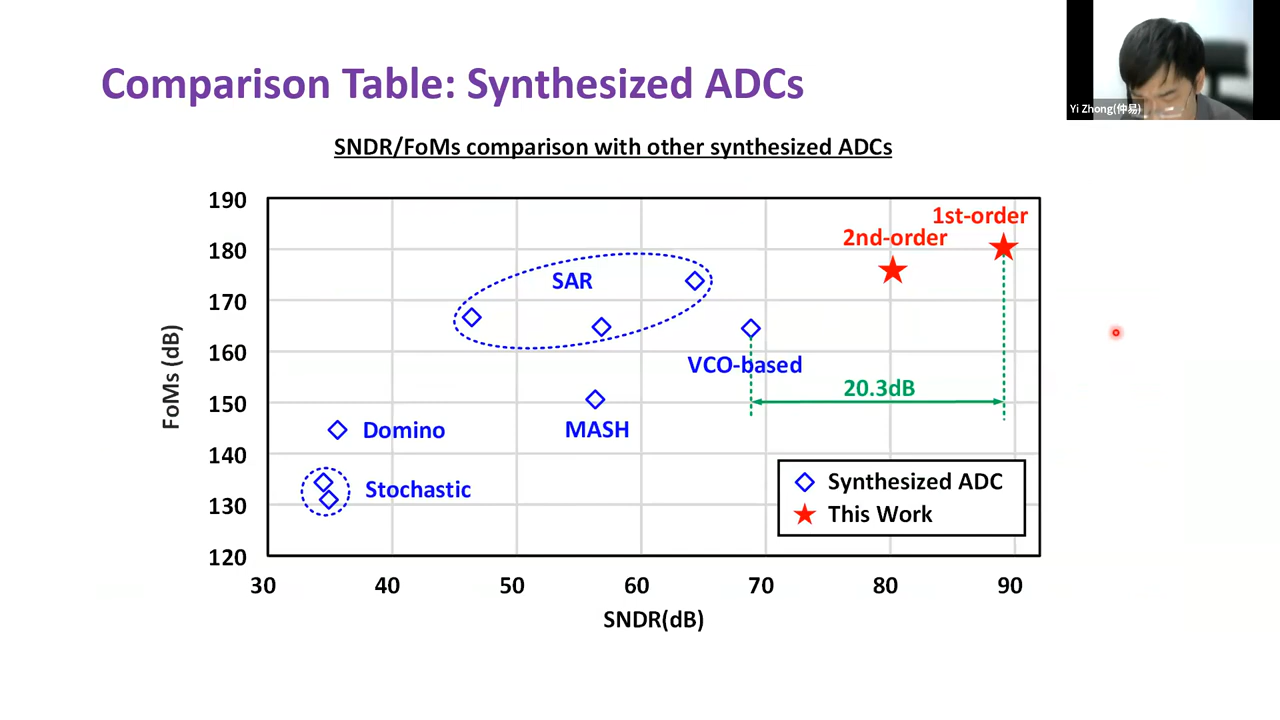 Comparison Table: Synthesized ADCs
Yi Zhong(仲易)
SNDR/FoMs comparison with other synthesized ADCs
190
180
170
160
150
140
130
120
FoMs (dB)
1st-order
2nd-order
SAR
VCO-based
20.3dB
MASH
Domino
Stochastic
Synthesized ADC
This Work
30
40
50
60
70
80
90
SNDR(dB)